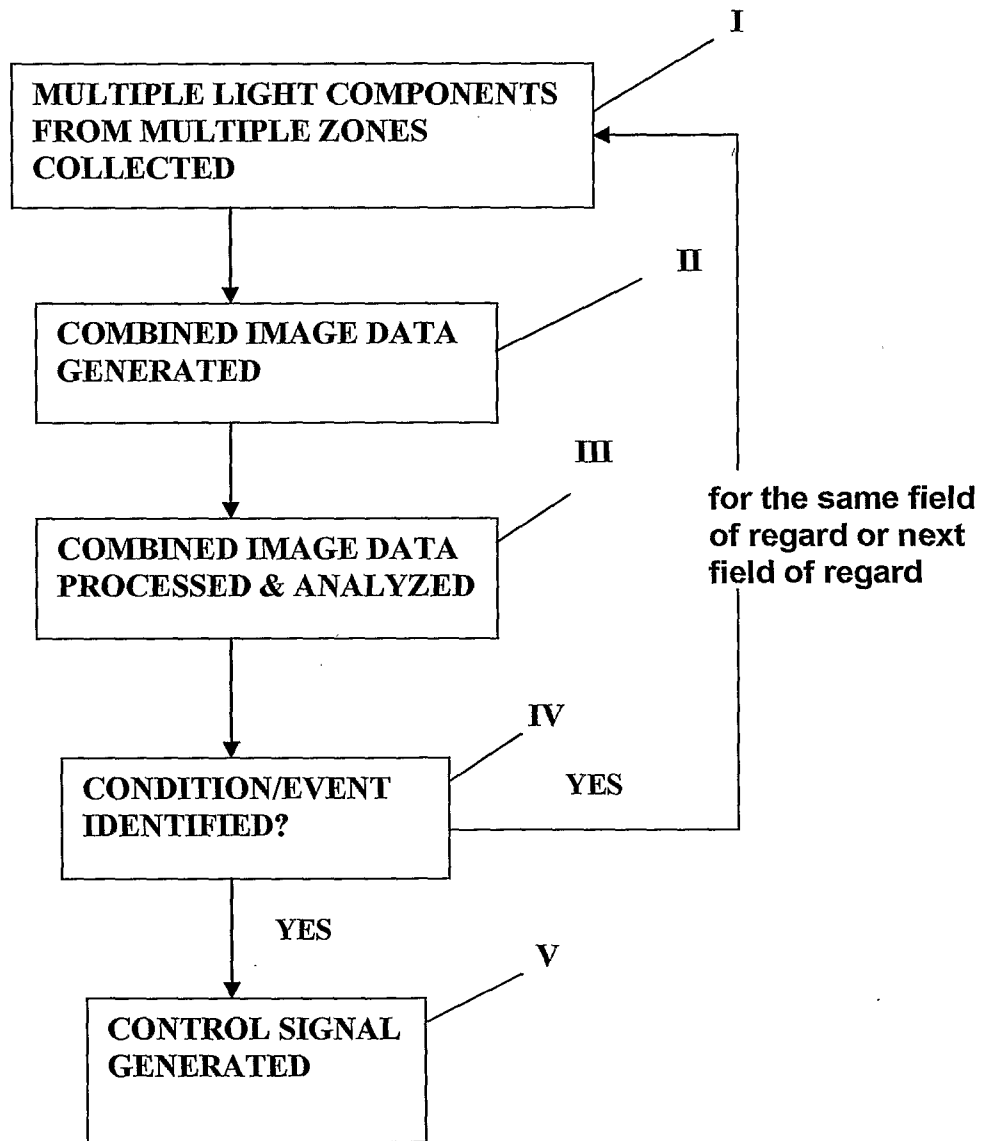 I
MULTIPLE LIGHT COMPONENTS
FROM MULTIPLE ZONES
COLLECTED
II
COMBINED IMAGE DATA
GENERATED
III
COMBINED IMAGE DATA
PROCESSED & ANALYZED
for the same field
of regard or next
field of regard
IV
CONDITION/EVENT
IDENTIFIED?
YES
YES
V
CONTROL SIGNAL
GENERATED